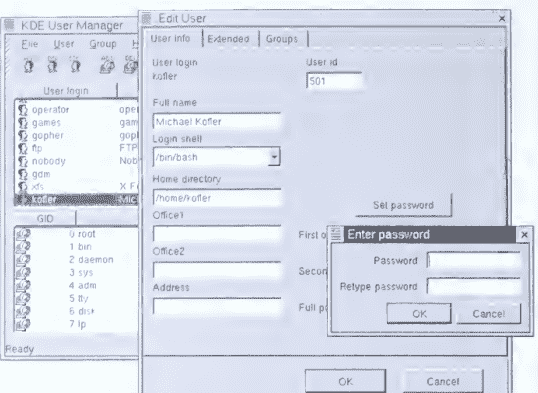 KDE User Manager
File User Group
User login
operator
games
gopher
ftp FTP
nobody
gdm
xfs
kofler
GID
0 root
1 bin
2 daemon
3 sys
4 adm
5 tty
6 disk
7 lp
Ready
Edit User
User info Extended Groups
User login
kofler
User id
501
Full name
Michael Kofler
Login shell
/bin/bash
Home directory
/home/kofler
Set password
Office1
Office2
Address
Enter password
Password
Retype password
OK Cancel
OK Cancel